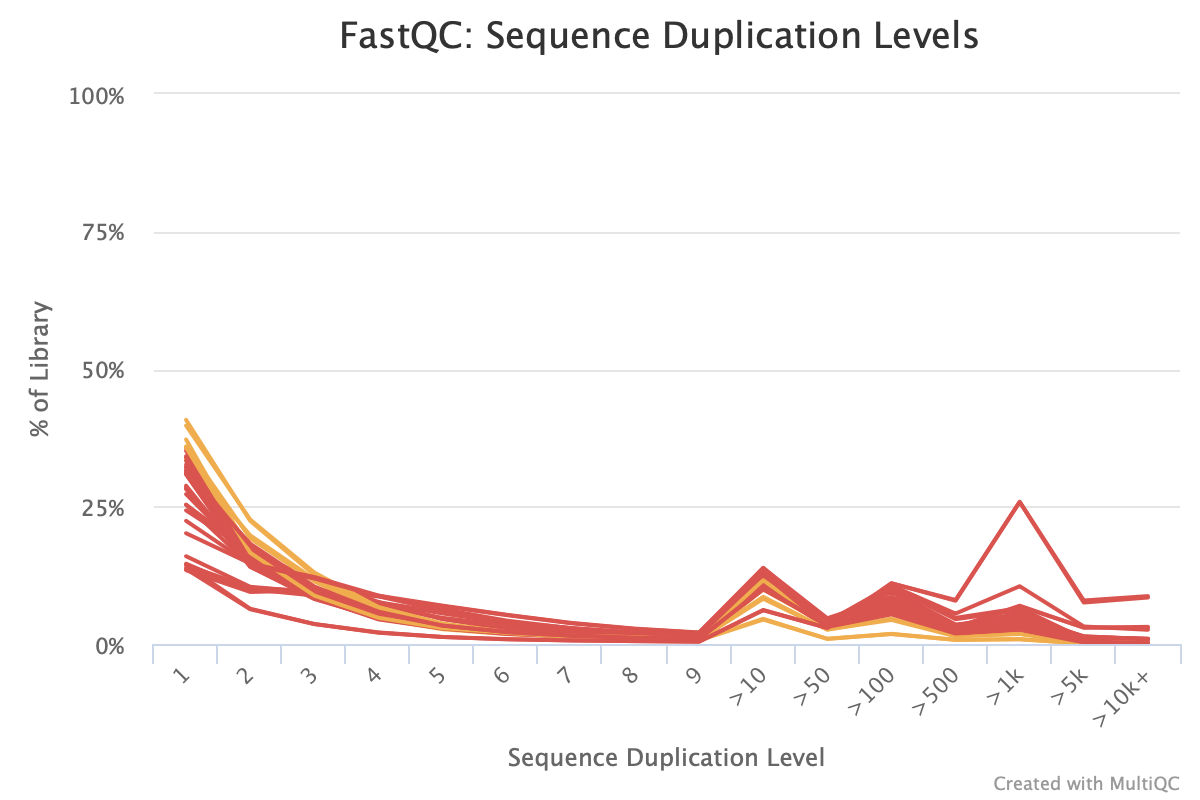 FastQC: Sequence Duplication Levels
100%
75%
50%
25%
0%
% of Library
1
2
3
4
5
6
7
8
9
>10
>50
>100
>500
>1k
>5k
>10k+
Sequence Duplication Level
Created with MultiQC